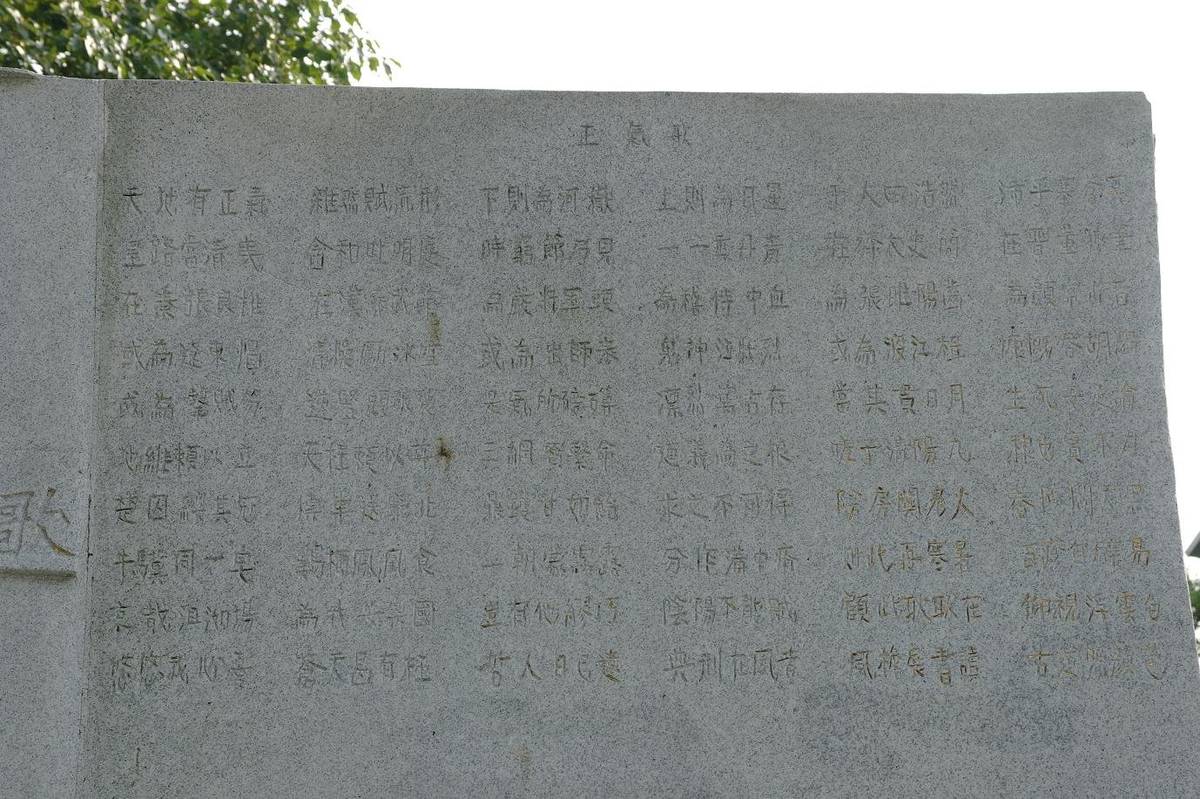 正氣歌
天地有正氣 雜然賦流形 下則為河嶽 上則為日星 於人曰浩然 沛乎塞蒼冥
皇路當清夷 含和吐明庭 時窮節乃見 一一垂丹青 在齊太史簡 在晉董狐筆
在秦張良椎 在漢蘇武節 為嚴將軍頭 為嵇侍中血 為張睢陽齒 為顏常山舌
或為遼東帽 清操厲冰雪 或為出師表 鬼神泣壯烈 或為渡江楫 慷慨吞胡羯
或為擊賊笏 逆豎頭破裂 是氣所磅礴 凜烈萬古存 當其貫日月 生死安足論
地維賴以立 天柱賴以尊 三綱實繫命 道義為之根 嗟予遘陽九 隸也實不力
楚囚纓其冠 傳車送窮北 鼎鑊甘如飴 求之不可得 陰房闃鬼火 春院閟天黑
牛驥同一皂 鷄棲鳳凰食 一朝蒙霧露 分作溝中瘠 如此再寒暑 百沴自辟易
哀哉沮洳場 為我安樂國 豈有他繆巧 陰陽不能賊 顧此耿耿在 仰視浮雲白
悠悠我心悲 蒼天曷有極 哲人日已遠 典刑在夙昔 風檐展書讀 古道照顏色
歌